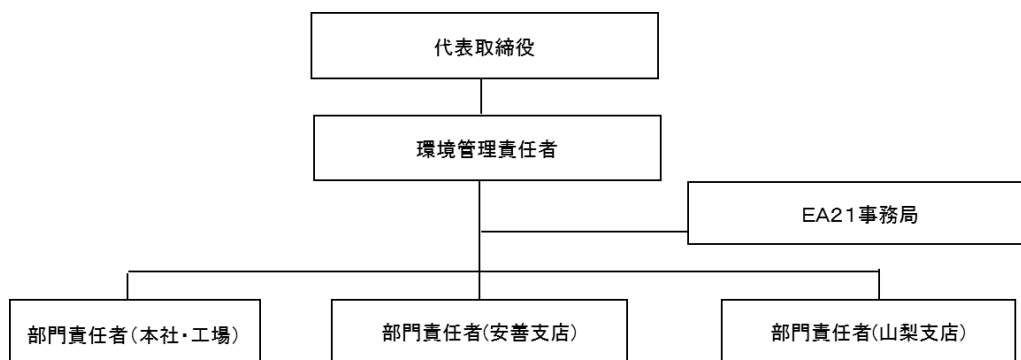 代表取締役
環境管理責任者
EA21事務局
部門責任者(本社・工場)
部門責任者(安善支店)
部門責任者(山梨支店)